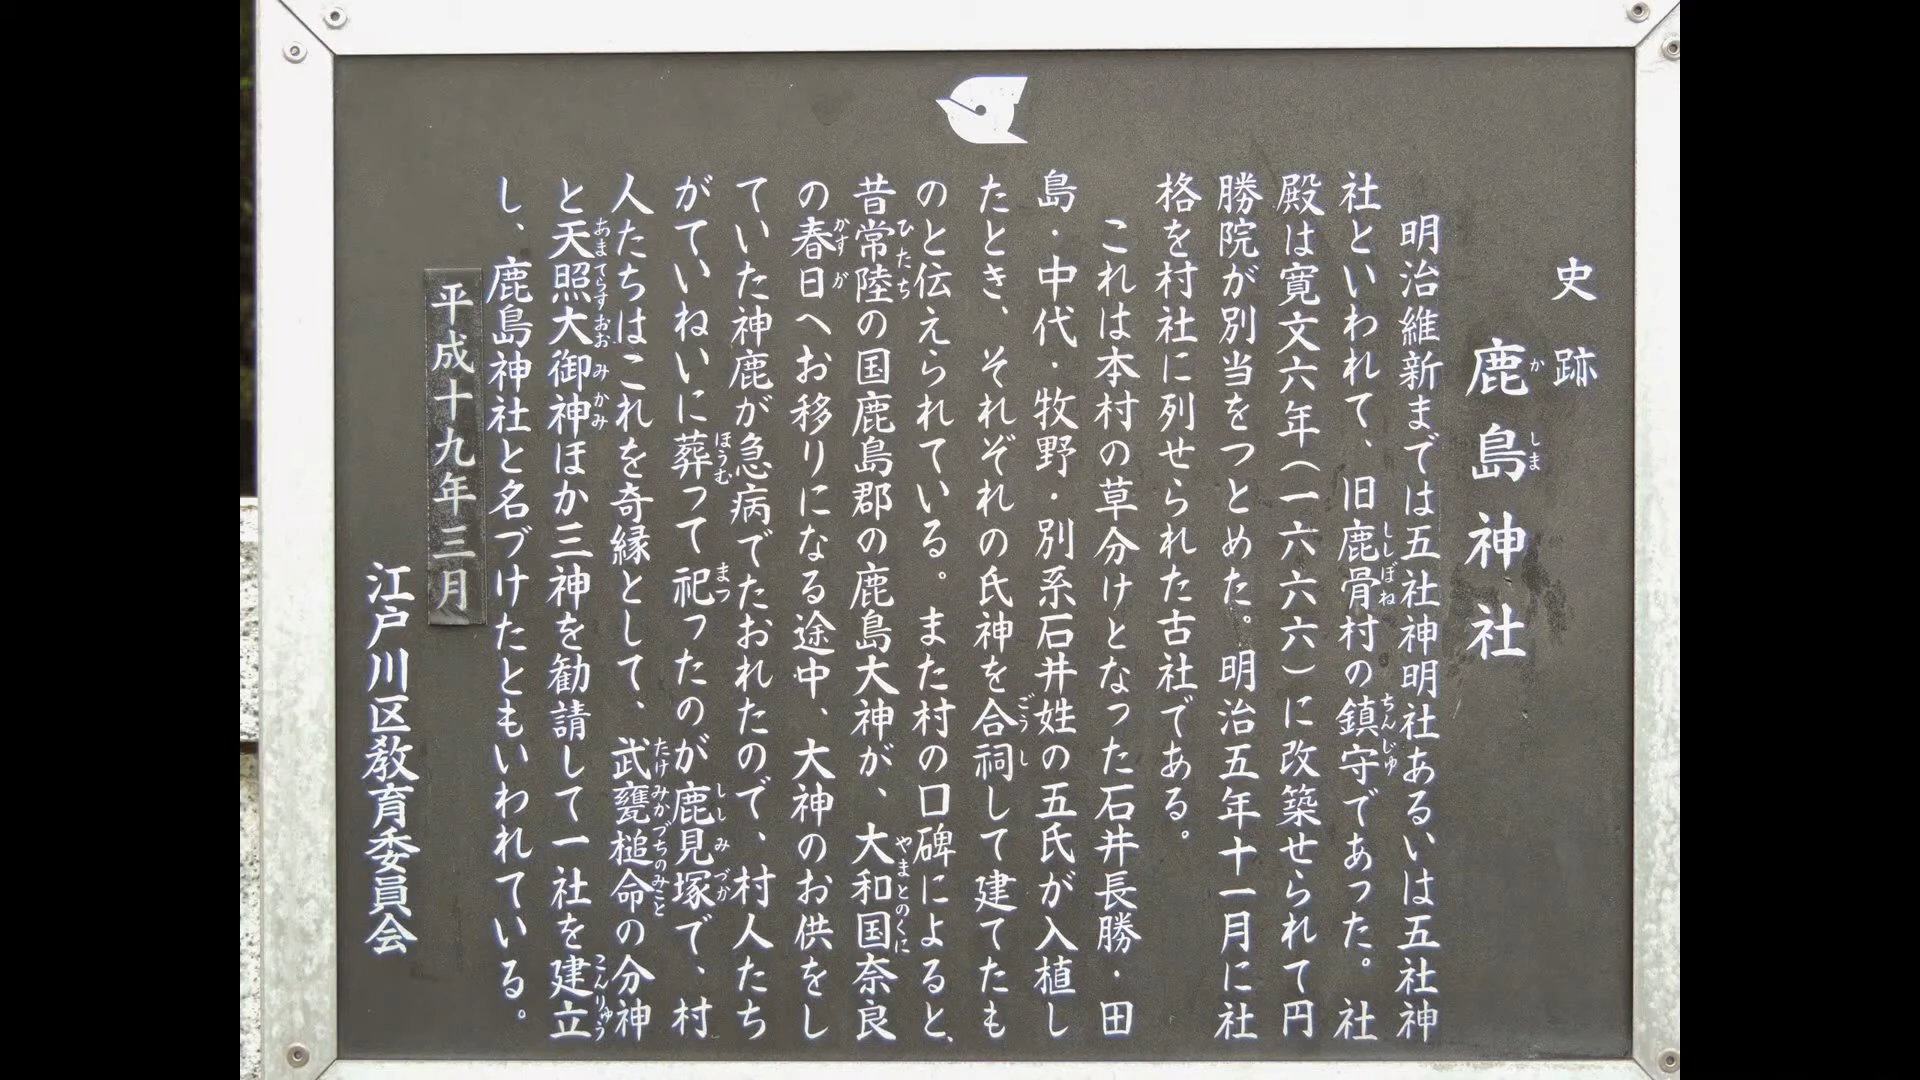 史跡
鹿島神社
明治維新までは五社神明社あるいは五社神
社といわれて、旧鹿骨村の鎮守であった。社
殿は寛文六年（一六六六）に改築せられて円
勝院が別当をつとめた。明治五年十一月に社
格を村社に列せられた古社である。
これは本村の草分けとなった石井長勝・田
島・中代・牧野・別系石井姓の五氏が入植し
たとき、それぞれの氏神を合祠して建てたも
のと伝えられている。また村の口碑によると、
昔常陸の国鹿島郡の鹿島大神が、大和国奈良
の春日へお移りになる途中、大神のお供をし
ていた神鹿が急病でたおれたので、村人たち
がていねいに葬って祀ったのが鹿見塚で、村
人たちはこれを奇縁として、武甕槌命の分神
と天照大御神ほか三神を勧請して一社を建立
し、鹿島神社と名づけたともいわれている。
平成十九年三月
江戸川区教育委員会